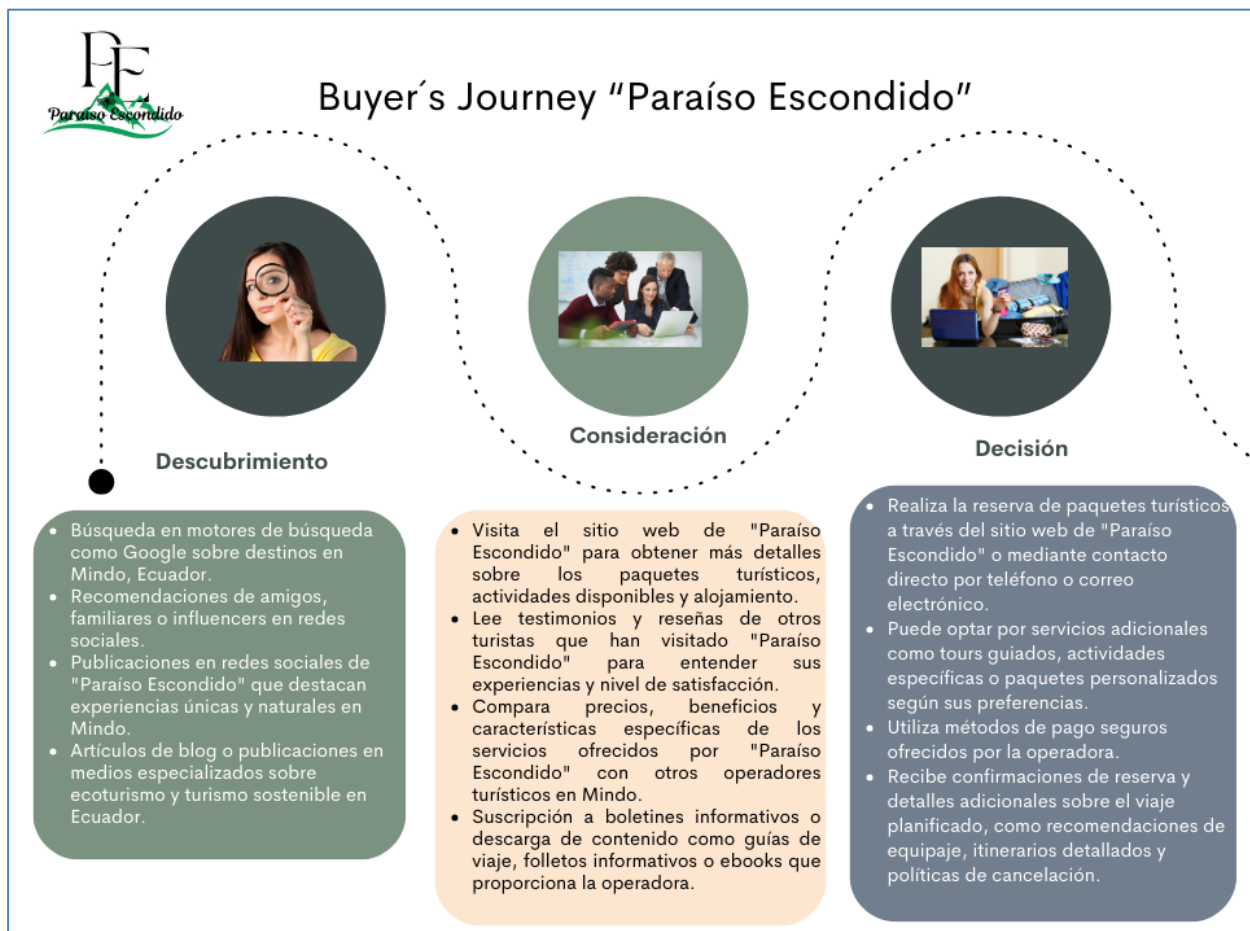 PE
Paraíso Escondido
Buyer´s Journey “Paraíso Escondido”
Descubrimiento
• Búsqueda en motores de búsqueda
como Google sobre destinos en
Mindo, Ecuador.
• Recomendaciones de amigos,
familiares o influencers en redes
sociales.
• Publicaciones en redes sociales de
"Paraíso Escondido" que destacan
experiencias únicas y naturales en
Mindo.
• Artículos de blog o publicaciones en
medios especializados sobre
ecoturismo y turismo sostenible en
Ecuador.
Consideración
• Visita el sitio web de "Paraíso
Escondido" para obtener más detalles
sobre los paquetes turísticos,
actividades disponibles y alojamiento.
• Lee testimonios y reseñas de otros
turistas que han visitado "Paraíso
Escondido" para entender sus
experiencias y nivel de satisfacción.
• Compara precios, beneficios y
características específicas de los
servicios ofrecidos por "Paraíso
Escondido" con otros operadores
turísticos en Mindo.
• Suscripción a boletines informativos o
descarga de contenido como guías de
viaje, folletos informativos o ebooks que
proporciona la operadora.
Decisión
• Realiza la reserva de paquetes turísticos
a través del sitio web de "Paraíso
Escondido" o mediante contacto
directo por teléfono o correo
electrónico.
• Puede optar por servicios adicionales
como tours guiados, actividades
específicas o paquetes personalizados
según sus preferencias.
• Utiliza métodos de pago seguros
ofrecidos por la operadora.
• Recibe confirmaciones de reserva y
detalles adicionales sobre el viaje
planificado, como recomendaciones de
equipaje, itinerarios detallados y
políticas de cancelación.